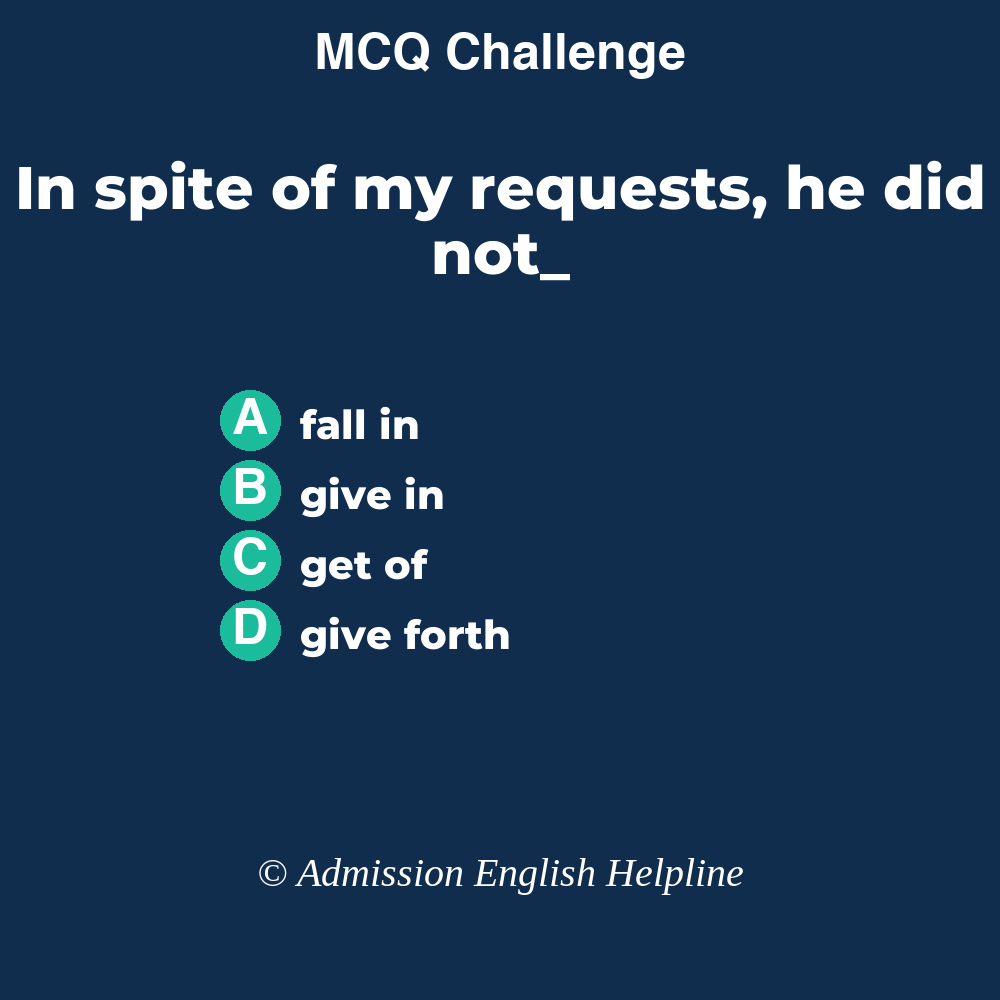 MCQ Challenge
In spite of my requests, he did
not_
A fall in
B give in
C get of
D give forth
© Admission English Helpline